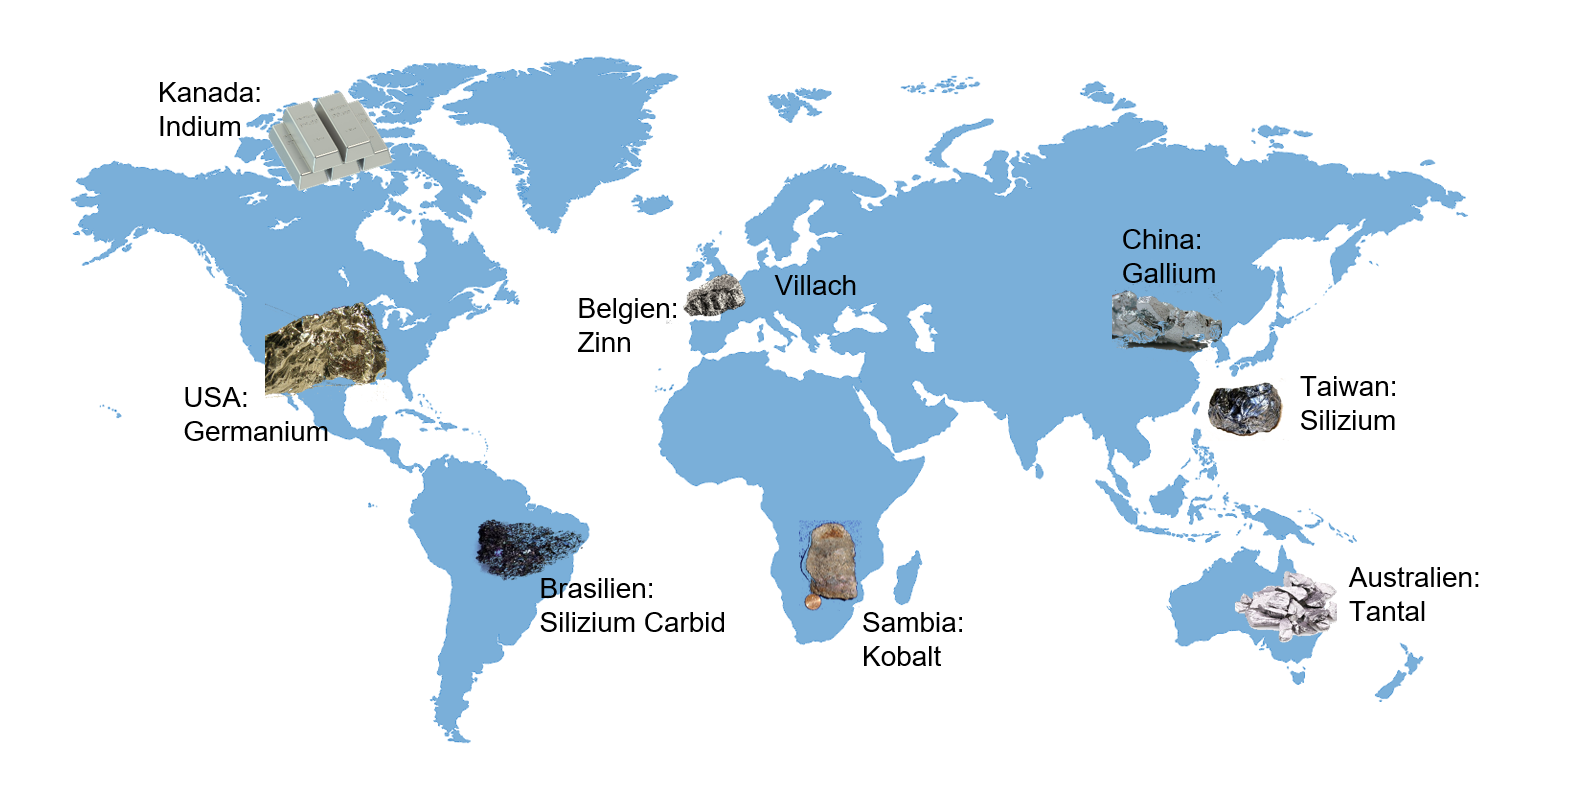 Kanada:
Indium
China:
Gallium
Villach
Belgien:
Zinn
USA:
Germanium
Taiwan:
Silizium
Brasilien:
Silizium Carbid
Australien:
Tantal
Sambia:
Kobalt